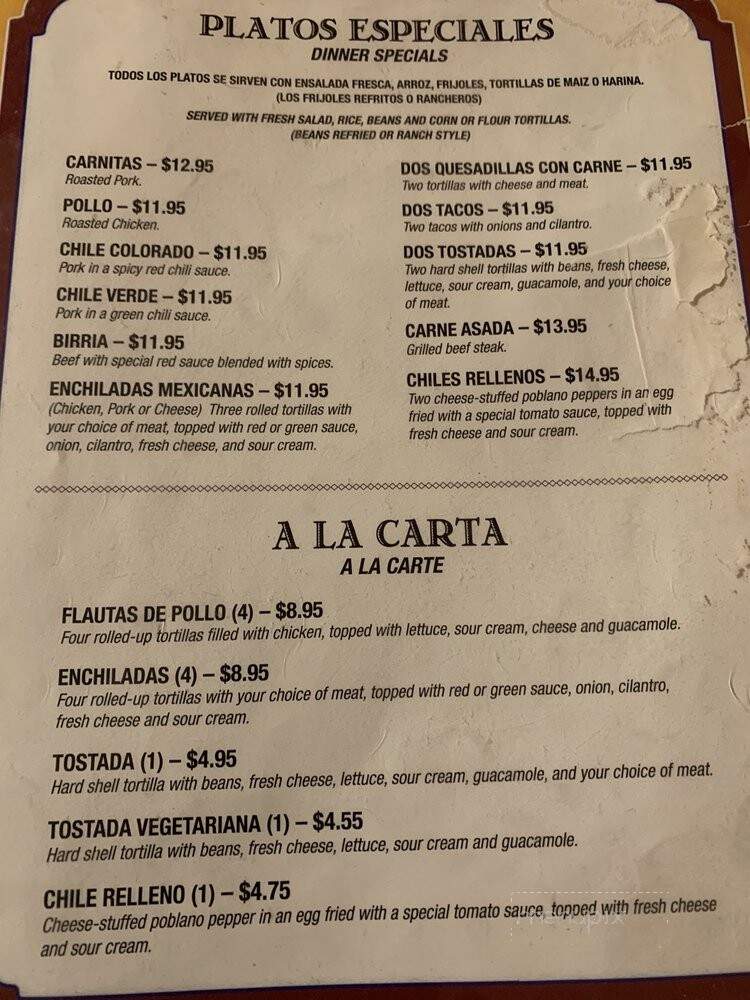 PLATOS ESPECIALES
DINNER SPECIALS
TODOS LOS PLATOS SE SIRVEN CON ENSALADA FRESCA, ARROZ, FRIJOLES, TORTILLAS DE MAIZ O HARINA.
(LOS FRIJOLES REFRITOS O RANCHEROS)
SERVED WITH FRESH SALAD, RICE, BEANS AND CORN OR FLOUR TORTILLAS.
(BEANS REFRIED OR RANCH STYLE)
CARNITAS – $12.95
Roasted Pork.
POLLO – $11.95
Roasted Chicken.
CHILE COLORADO – $11.95
Pork in a spicy red chili sauce.
CHILE VERDE – $11.95
Pork in a green chili sauce.
BIRRIA – $11.95
Beef with special red sauce blended with spices.
ENCHILADAS MEXICANAS – $11.95
(Chicken, Pork or Cheese) Three rolled tortillas with
your choice of meat, topped with red or green sauce,
onion, cilantro, fresh cheese, and sour cream.
DOS QUESADILLAS CON CARNE – $11.95
Two tortillas with cheese and meat.
DOS TACOS – $11.95
Two tacos with onions and cilantro.
DOS TOSTADAS – $11.95
Two hard shell tortillas with beans, fresh cheese,
lettuce, sour cream, guacamole, and your choice
of meat.
CARNE ASADA – $13.95
Grilled beef steak.
CHILES RELLENOS – $14.95
Two cheese-stuffed poblano peppers in an egg
fried with a special tomato sauce, topped with
fresh cheese and sour cream.
A LA CARTA
A LA CARTE
FLAUTAS DE POLLO (4) – $8.95
Four rolled-up tortillas filled with chicken, topped with lettuce, sour cream, cheese and guacamole.
ENCHILADAS (4) – $8.95
Four rolled-up tortillas with your choice of meat, topped with red or green sauce, onion, cilantro,
fresh cheese and sour cream.
TOSTADA (1) – $4.95
Hard shell tortilla with beans, fresh cheese, lettuce, sour cream, guacamole, and your choice of meat.
TOSTADA VEGETARIANA (1) – $4.55
Hard shell tortilla with beans, fresh cheese, lettuce, sour cream and guacamole.
CHILE RELLENO (1) – $4.75
Cheese-stuffed poblano pepper in an egg fried with a special tomato sauce, topped with fresh cheese
and sour cream.